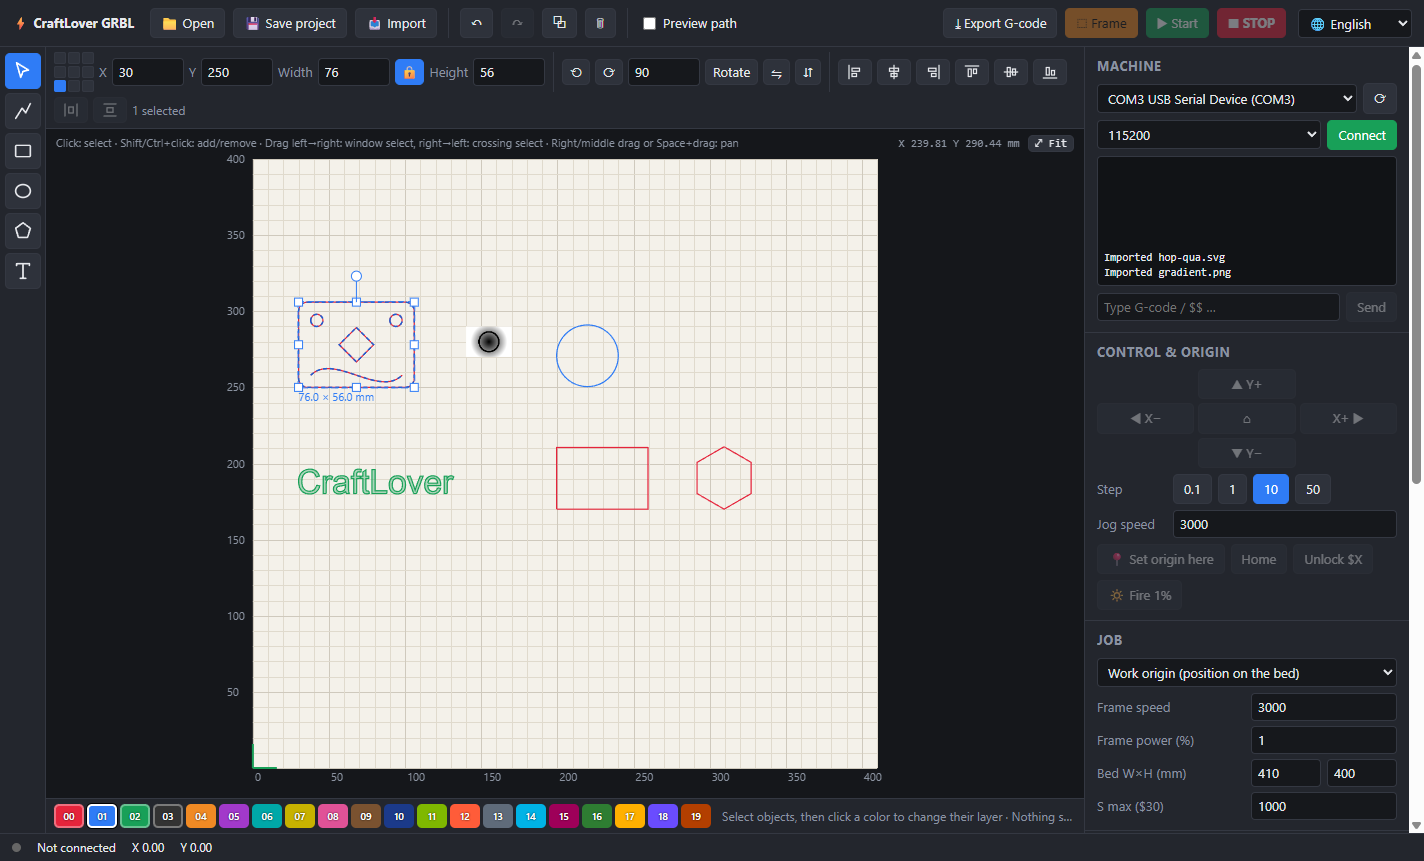 CraftLover GRBL
Open
Save project
Import
Preview path
Export G-code
Frame
Start
STOP
English
X 30 Y 250 Width 76 Height 56
90 Rotate
1 selected
Click: select · Shift/Ctrl+click: add/remove · Drag left→right: window select, right→left: crossing select · Right/middle drag or Space+drag: pan
X 239.81 Y 290.44 mm
Fit
400
350
300
250
200
150
100
50
0 50 100 150 200 250 300 350 400
76.0 × 56.0 mm
CraftLover
00 01 02 03 04 05 06 07 08 09 10 11 12 13 14 15 16 17 18 19
Select objects, then click a color to change their layer · Nothing s...
MACHINE
COM3 USB Serial Device (COM3)
115200
Connect
Imported hop-qua.svg
Imported gradient.png
Type G-code / $$ ...
Send
CONTROL & ORIGIN
▲ Y+
◀ X−
⌂
X+ ▶
▼ Y−
Step 0.1 1 10 50
Jog speed 3000
Set origin here
Home
Unlock $X
Fire 1%
JOB
Work origin (position on the bed)
Frame speed 3000
Frame power (%) 1
Bed W×H (mm) 410 400
S max ($30) 1000
Not connected X 0.00 Y 0.00